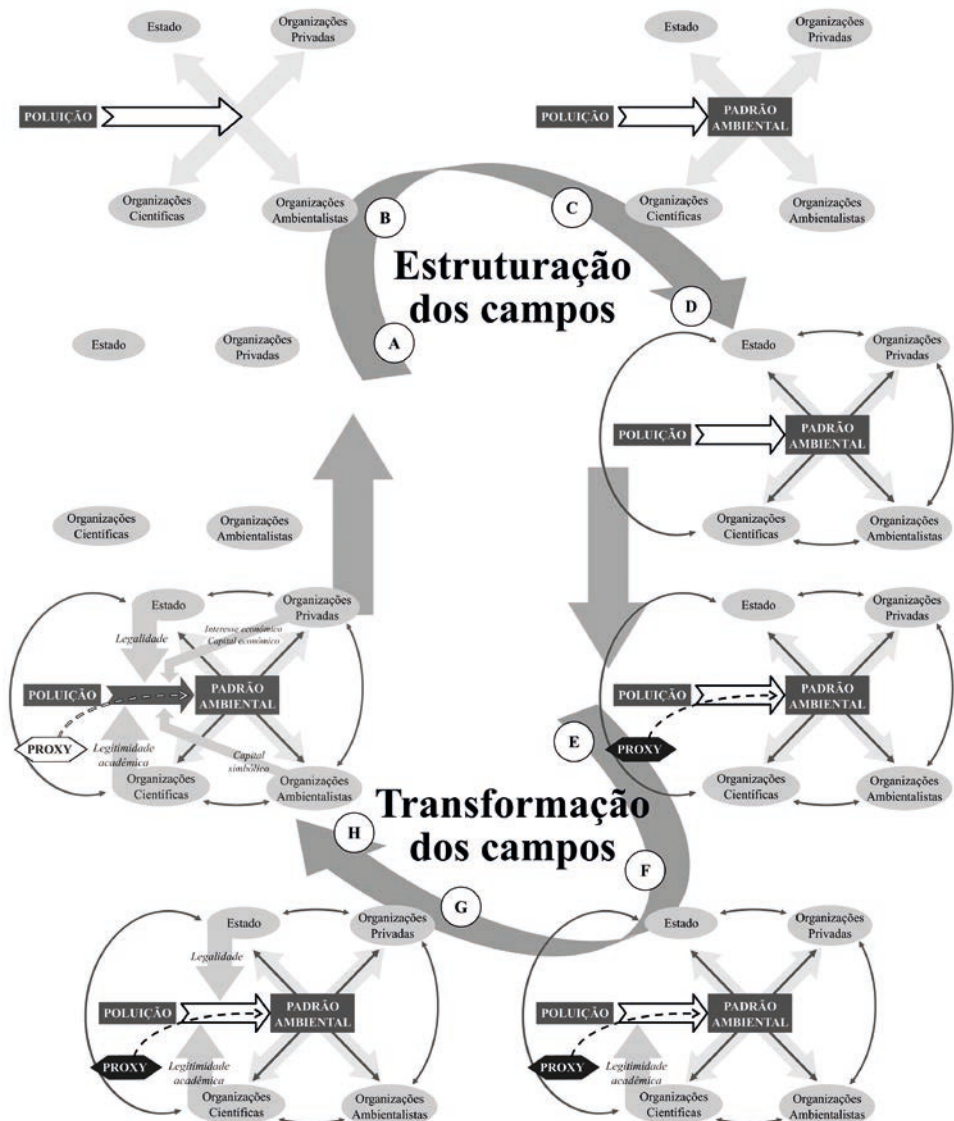 Estado
Organizações
Privadas
POLUIÇÃO
Organizações
Científicas
Organizações
Ambientalistas
Estado
Organizações
Privadas
POLUIÇÃO
PADRÃO
AMBIENTAL
Organizações
Científicas
Organizações
Ambientalistas
B
C
Estruturação
dos campos
A
D
Estado
Organizações
Privadas
Organizações
Científicas
Organizações
Ambientalistas
Estado
Organizações
Privadas
POLUIÇÃO
PADRÃO
AMBIENTAL
Organizações
Científicas
Organizações
Ambientalistas
Estado
Organizações
Privadas
Legalidade
Interesse econômico
Capital econômico
POLUIÇÃO
PADRÃO
AMBIENTAL
PROXY
Legitimidade
acadêmica
Capital
simbólico
Organizações
Científicas
Organizações
Ambientalistas
Estado
Organizações
Privadas
POLUIÇÃO
PADRÃO
AMBIENTAL
PROXY
Organizações
Científicas
Organizações
Ambientalistas
E
Transformação
dos campos
H
F
G
Estado
Organizações
Privadas
Legalidade
POLUIÇÃO
PADRÃO
AMBIENTAL
PROXY
Legitimidade
acadêmica
Organizações
Científicas
Organizações
Ambientalistas
Estado
Organizações
Privadas
POLUIÇÃO
PADRÃO
AMBIENTAL
PROXY
Legitimidade
acadêmica
Organizações
Científicas
Organizações
Ambientalistas